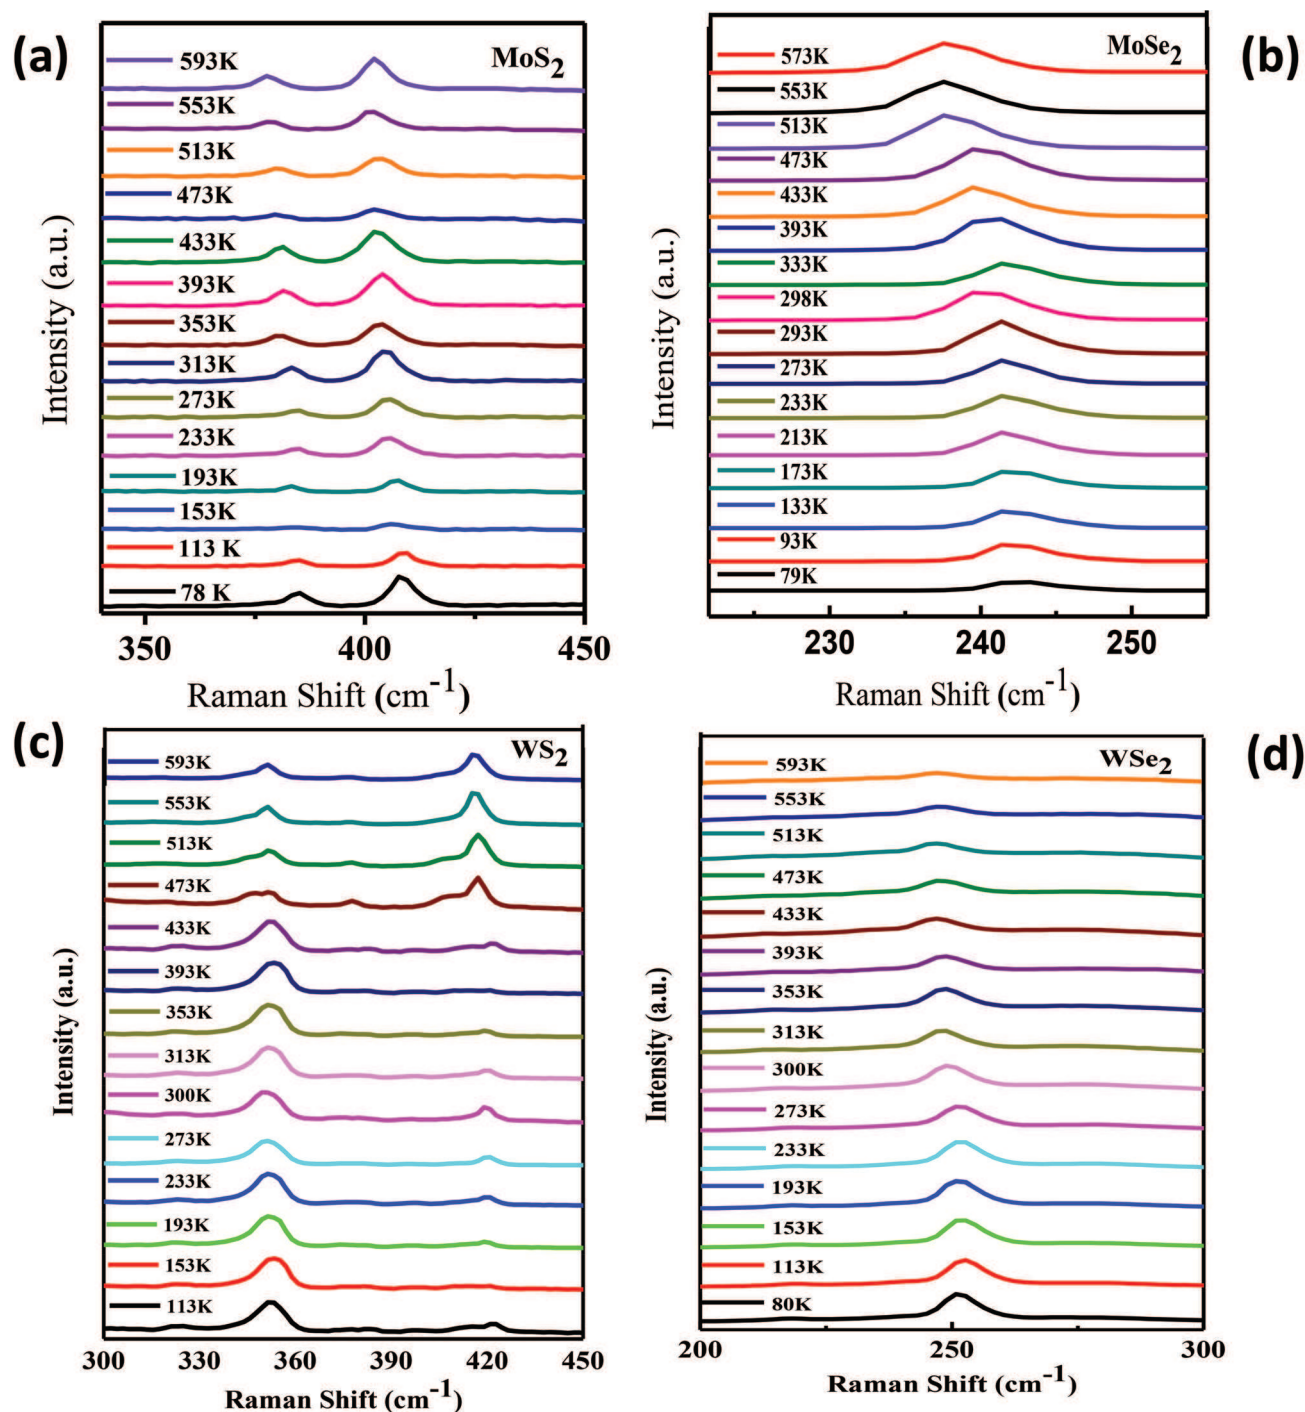 (a)
MoS2
593K
553K
513K
473K
433K
393K
353K
313K
273K
233K
193K
153K
113 K
78 K
Intensity (a.u.)
350 400 450
Raman Shift (cm-1)
(b)
MoSe2
573K
553K
513K
473K
433K
393K
333K
298K
293K
273K
233K
213K
173K
133K
93K
79K
Intensity (a.u.)
230 240 250
Raman Shift (cm-1)
(c)
WS2
593K
553K
513K
473K
433K
393K
353K
313K
300K
273K
233K
193K
153K
113K
Intensity (a.u.)
300 330 360 390 420 450
Raman Shift (cm-1)
(d)
WSe2
593K
553K
513K
473K
433K
393K
353K
313K
300K
273K
233K
193K
153K
113K
80K
Intensity (a.u.)
200 250 300
Raman Shift (cm-1)